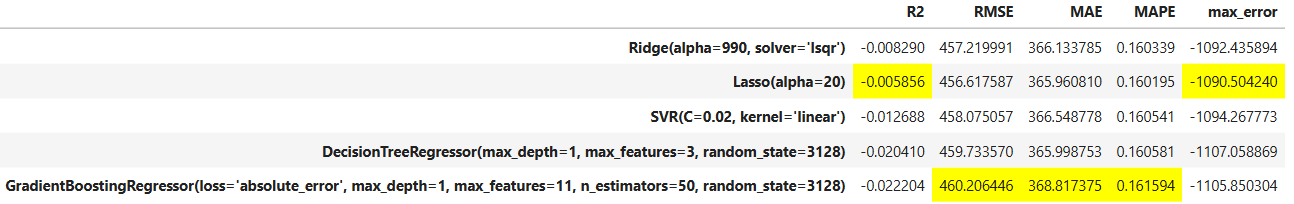 R2 RMSE MAE MAPE max_error
Ridge(alpha=990, solver='lsqr') -0.008290 457.219991 366.133785 0.160339 -1092.435894
Lasso(alpha=20) -0.005856 456.617587 365.960810 0.160195 -1090.504240
SVR(C=0.02, kernel='linear') -0.012688 458.075057 366.548778 0.160541 -1094.267773
DecisionTreeRegressor(max_depth=1, max_features=3, random_state=3128) -0.020410 459.733570 365.998753 0.160581 -1107.058869
GradientBoostingRegressor(loss='absolute_error', max_depth=1, max_features=11, n_estimators=50, random_state=3128) -0.022204 460.206446 368.817375 0.161594 -1105.850304